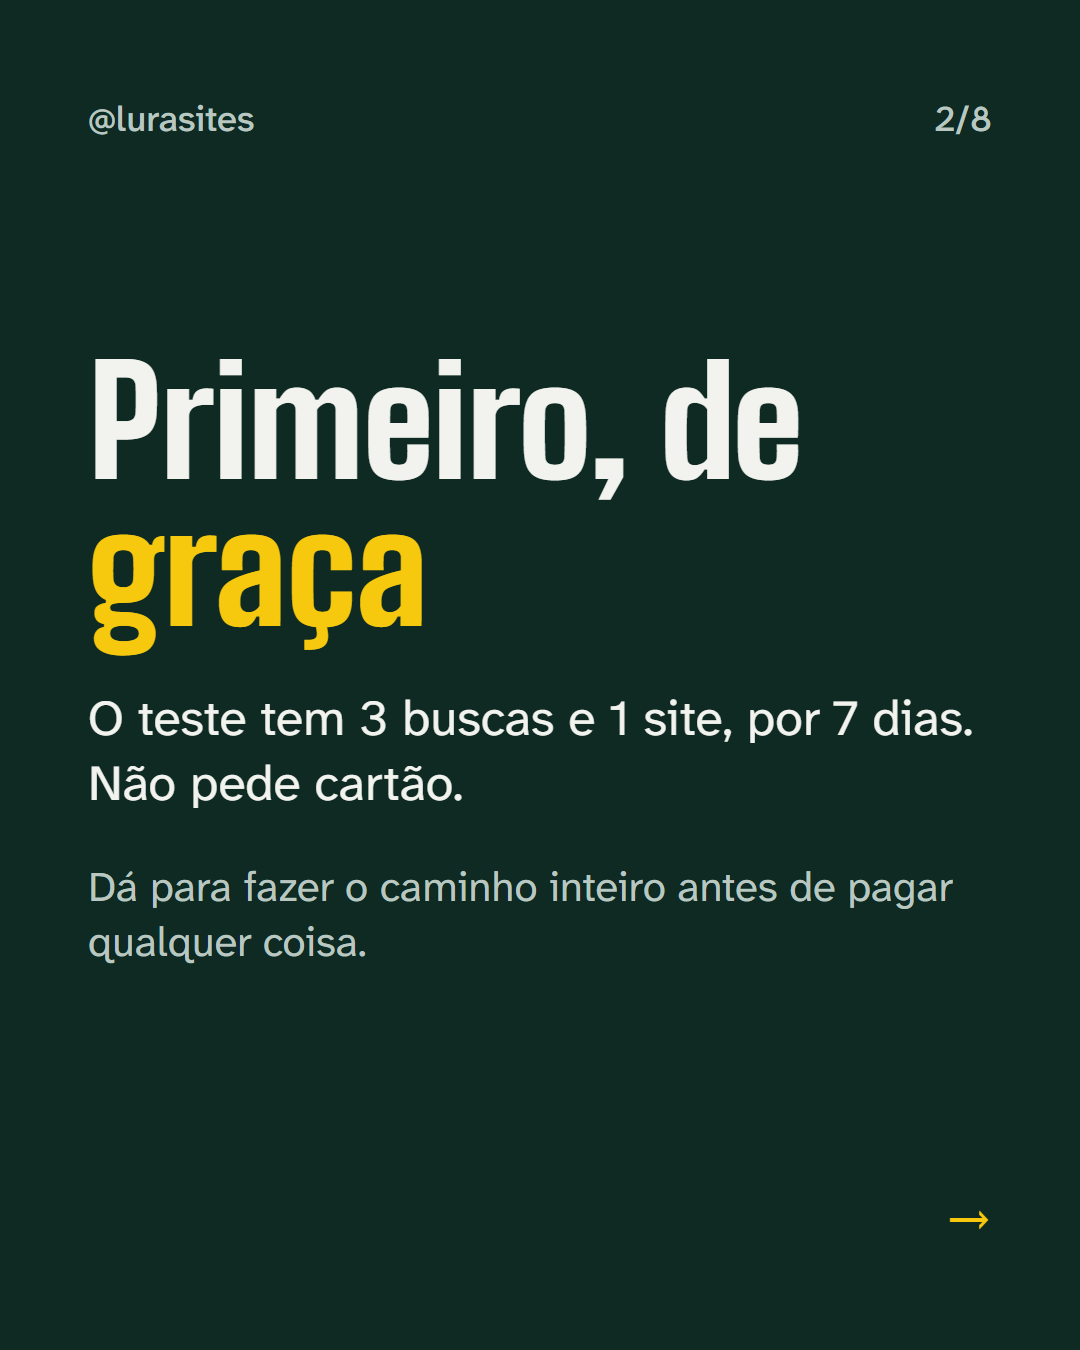 @lurasites
2/8
Primeiro, de
graça
O teste tem 3 buscas e 1 site, por 7 dias.
Não pede cartão.
Dá para fazer o caminho inteiro antes de pagar
qualquer coisa.
→